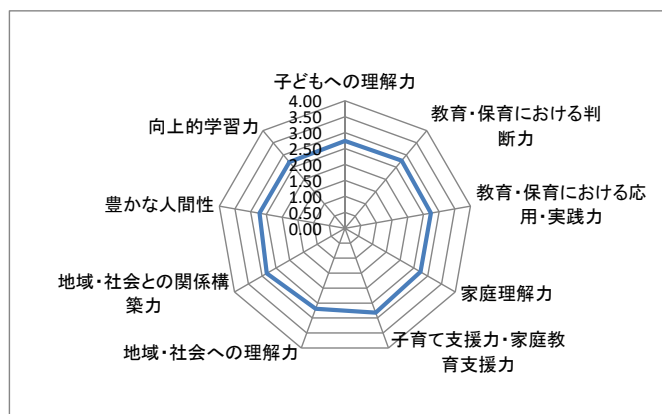 子どもへの理解力
教育・保育における判
断力
教育・保育における応
用・実践力
家庭理解力
子育て支援力・家庭教
育支援力
地域・社会への理解力
地域・社会との関係構
築力
豊かな人間性
向上的学習力
4.00
3.50
3.00
2.50
2.00
1.50
1.00
0.50
0.00